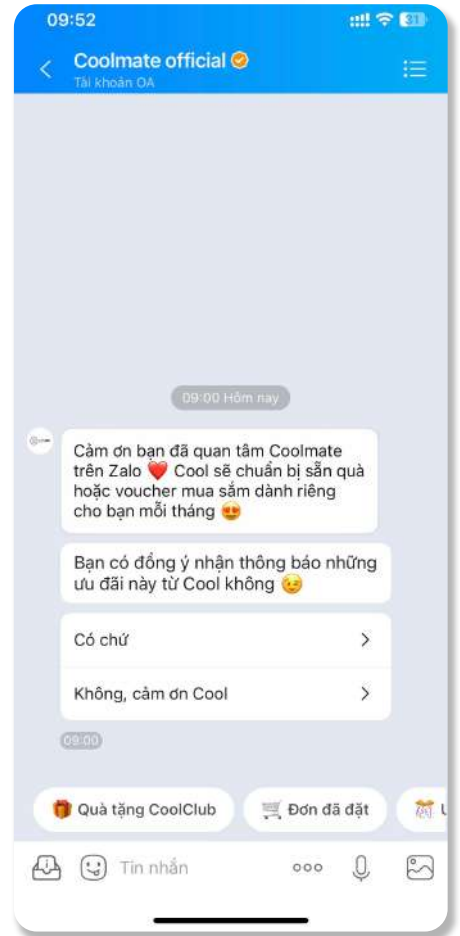 09:52
31
Coolmate official
Tài khoản OA
09:00 Hôm nay
Cảm ơn bạn đã quan tâm Coolmate
trên Zalo ❤️ Cool sẽ chuẩn bị sẵn quà
hoặc voucher mua sắm dành riêng
cho bạn mỗi tháng 😍
Bạn có đồng ý nhận thông báo những
ưu đãi này từ Cool không 😉
Có chứ
Không, cảm ơn Cool
09:00
🎁 Quà tặng CoolClub
🛒 Đơn đã đặt
🎊
Tin nhắn